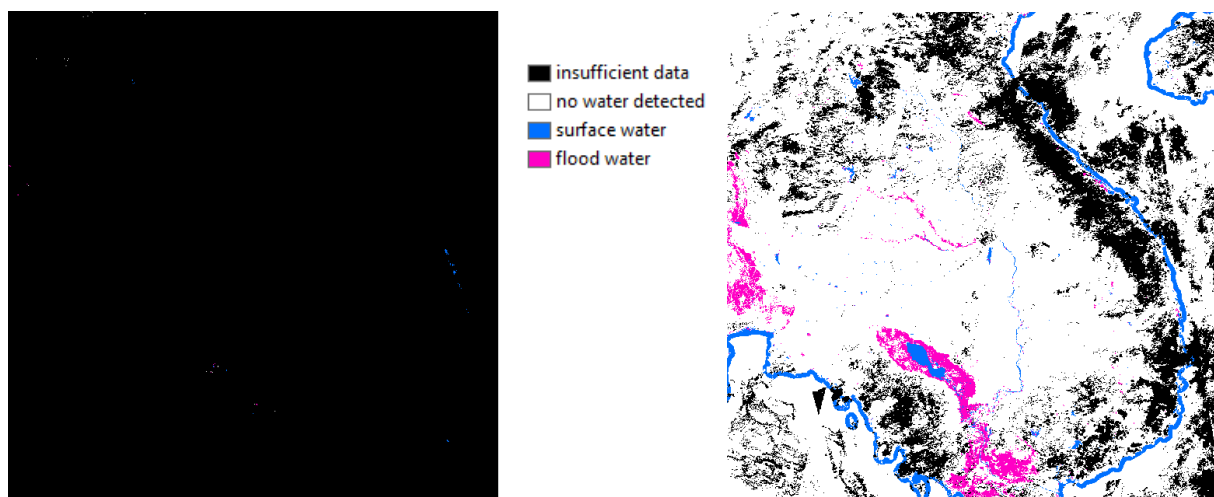 insufficient data
no water detected
surface water
flood water